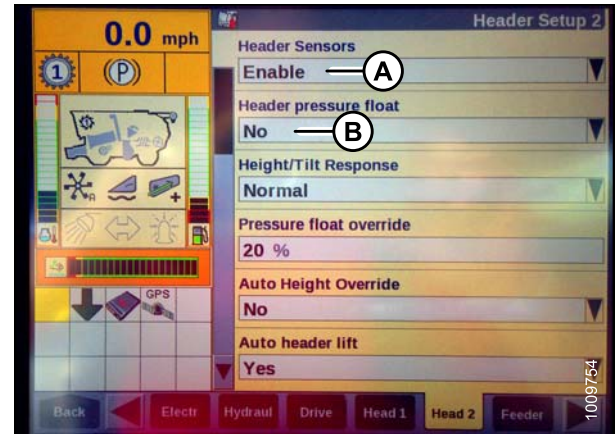 0.0 mph
Header Setup 2
1
(P)
Header Sensors
Enable
A
Header pressure float
No
B
Height/Tilt Response
Normal
A
+
Pressure float override
20 %
Auto Height Override
No
GPS
Auto header lift
Yes
Back
Electr
Hydraul
Drive
Head 1
Head 2
Feeder
1009754